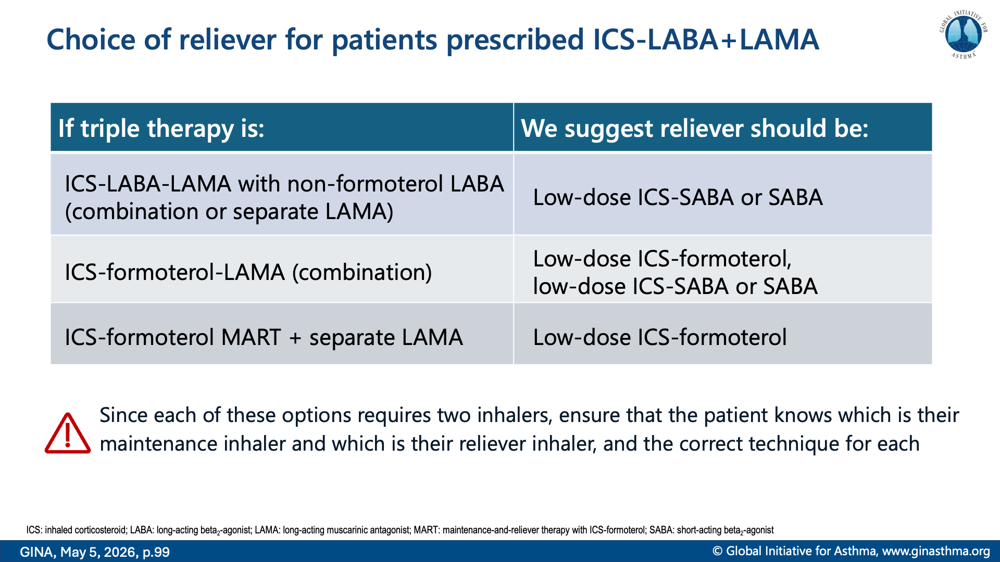 Choice of reliever for patients prescribed ICS-LABA+LAMA
GLOBAL INITIATIVE FOR ASTHMA
If triple therapy is:
We suggest reliever should be:
ICS-LABA-LAMA with non-formoterol LABA
(combination or separate LAMA)
Low-dose ICS-SABA or SABA
ICS-formoterol-LAMA (combination)
Low-dose ICS-formoterol,
low-dose ICS-SABA or SABA
ICS-formoterol MART + separate LAMA
Low-dose ICS-formoterol
Since each of these options requires two inhalers, ensure that the patient knows which is their
maintenance inhaler and which is their reliever inhaler, and the correct technique for each
ICS: inhaled corticosteroid; LABA: long-acting beta₂-agonist; LAMA: long-acting muscarinic antagonist; MART: maintenance-and-reliever therapy with ICS-formoterol; SABA: short-acting beta₂-agonist
GINA, May 5, 2026, p.99
© Global Initiative for Asthma, www.ginasthma.org